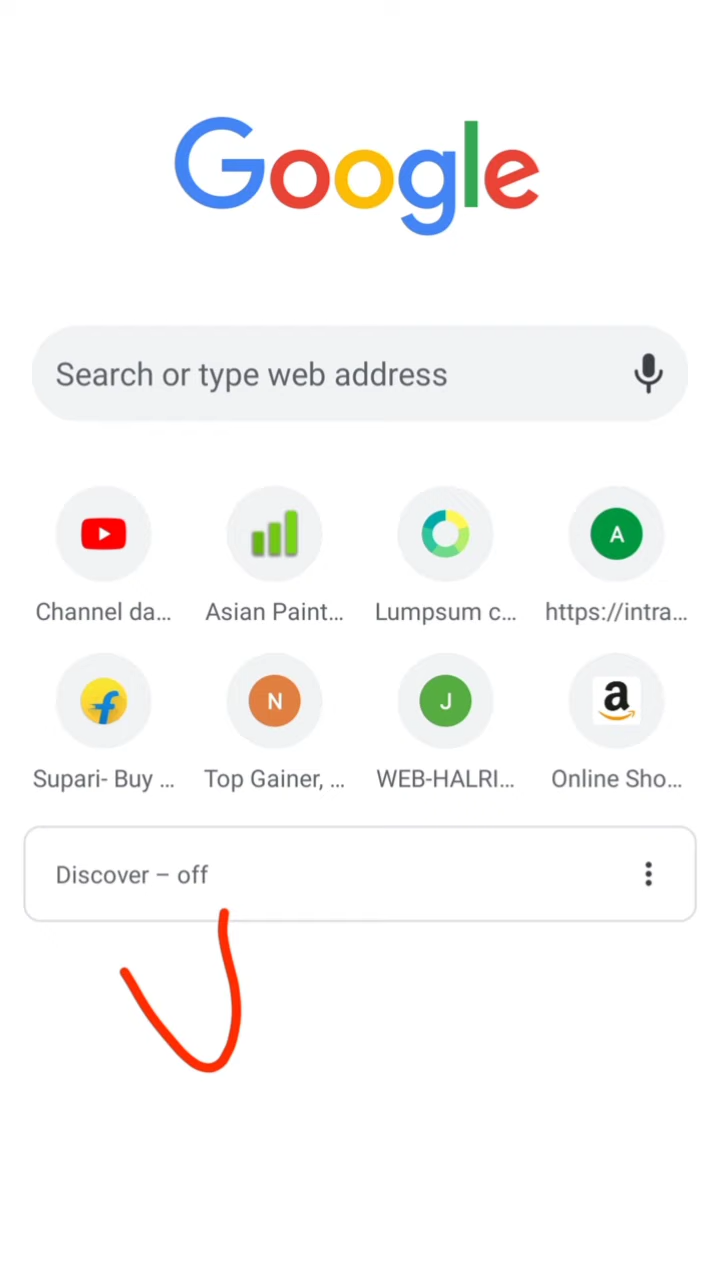 Google
Search or type web address
Channel da... Asian Paint... Lumpsum c... https://intra...
A
Supari- Buy ... Top Gainer, ... WEB-HALRI... Online Sho...
f N J a
Discover – off